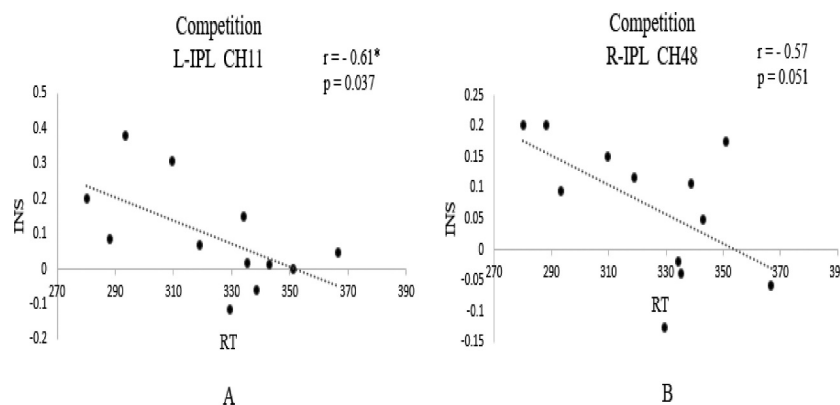 Competition
L-IPL CH11
r = - 0.61*
p = 0.037
0.5
0.4
0.3
0.2
0.1
0
-0.1
-0.2
INS
270 290 310 330 350 370 390
RT
A
Competition
R-IPL CH48
r = - 0.57
p = 0.051
0.25
0.2
0.15
0.1
0.05
0
-0.05
-0.1
-0.15
INS
270 290 310 330 350 370 390
RT
B